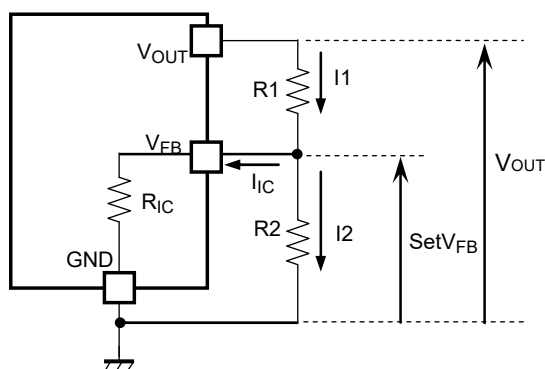 VOUT
R1
I1
VFB
IIC
VOUT
RIC
R2
I2
SetVFB
GND